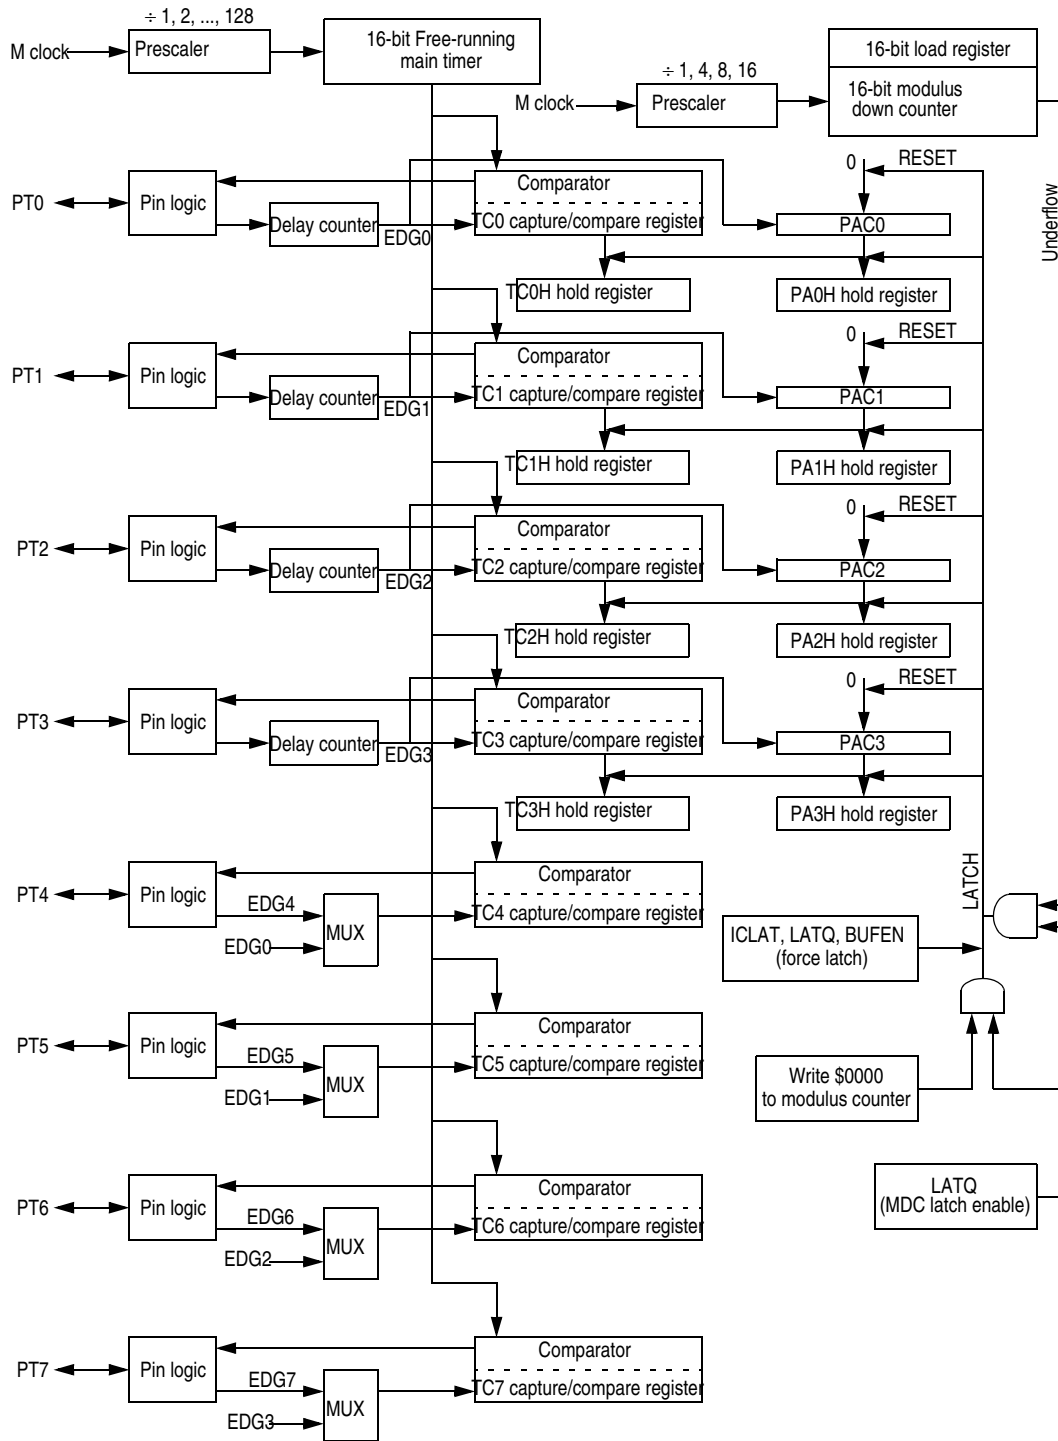 ÷ 1, 2, ..., 128
M clock
Prescaler
16-bit Free-running
main timer
÷ 1, 4, 8, 16
M clock
Prescaler
16-bit load register
16-bit modulus
down counter
Underflow
PT0
Pin logic
Delay counter
EDG0
Comparator
TC0 capture/compare register
TC0H hold register
0
RESET
PAC0
PA0H hold register
PT1
Pin logic
Delay counter
EDG1
Comparator
TC1 capture/compare register
TC1H hold register
0
RESET
PAC1
PA1H hold register
PT2
Pin logic
Delay counter
EDG2
Comparator
TC2 capture/compare register
TC2H hold register
0
RESET
PAC2
PA2H hold register
PT3
Pin logic
Delay counter
EDG3
Comparator
TC3 capture/compare register
TC3H hold register
0
RESET
PAC3
PA3H hold register
LATCH
PT4
Pin logic
EDG4
EDG0
MUX
Comparator
TC4 capture/compare register
ICLAT, LATQ, BUFEN
(force latch)
PT5
Pin logic
EDG5
EDG1
MUX
Comparator
TC5 capture/compare register
Write $0000
to modulus counter
PT6
Pin logic
EDG6
EDG2
MUX
Comparator
TC6 capture/compare register
LATQ
(MDC latch enable)
PT7
Pin logic
EDG7
EDG3
MUX
Comparator
TC7 capture/compare register